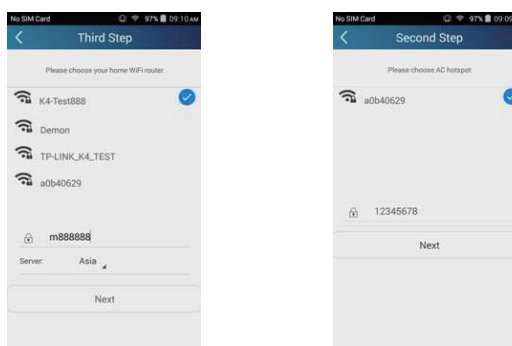 No SIM Card 97% 09:10 AM
Third Step
Please choose your home WiFi router
K4-Test888
Demon
TP-LINK_K4_TEST
a0b40629
m888888
Server: Asia
Next
No SIM Card 97% 09:09
Second Step
Please choose AC hotspot
a0b40629
12345678
Next